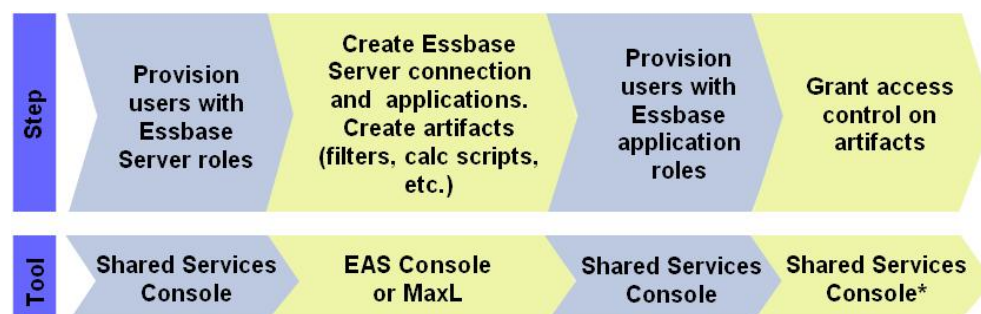 Step
Provision
users with
Essbase
Server roles
Create Essbase
Server connection
and applications.
Create artifacts
(filters, calc scripts,
etc.)
Provision
users with
Essbase
application
roles
Grant access
control on
artifacts
Tool
Shared Services
Console
EAS Console
or MaxL
Shared Services
Console
Shared Services
Console*